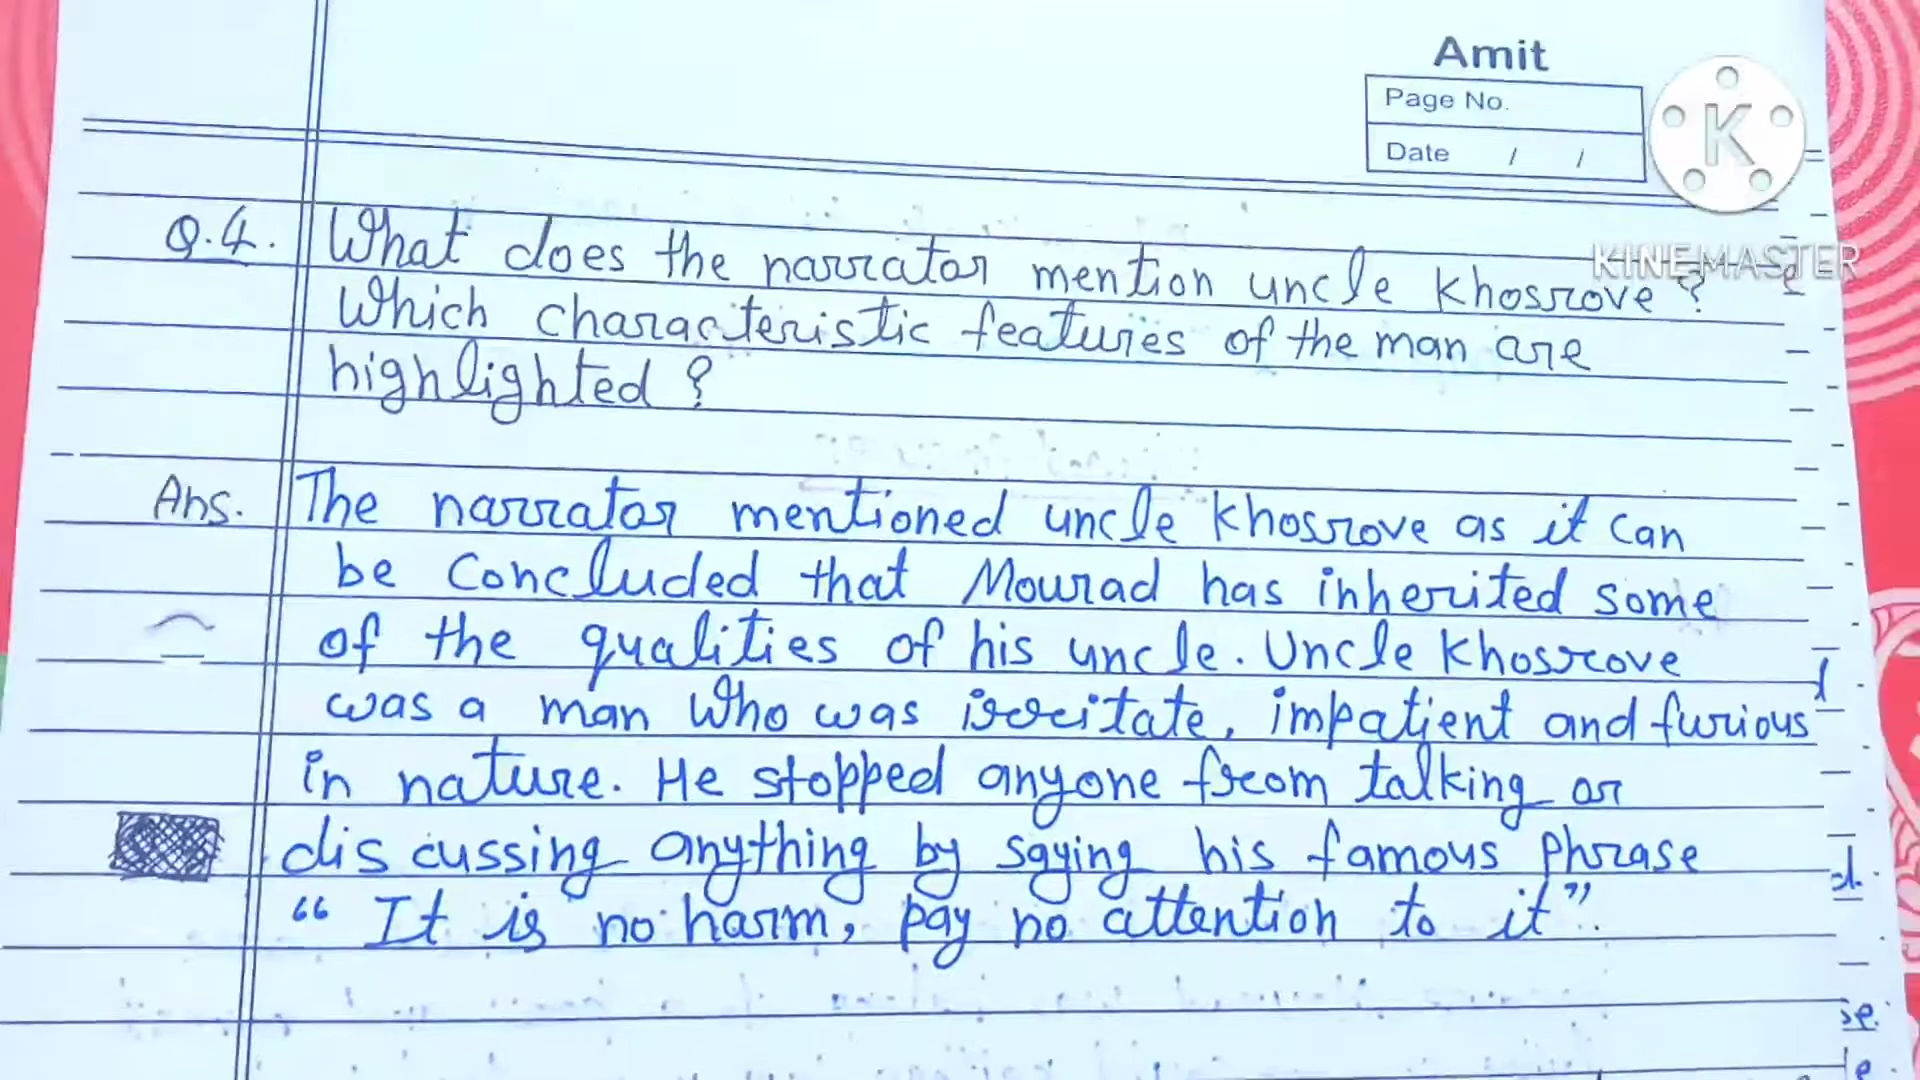 Amit
Page No.
Date / /
K
KINEMASTER
Q.4. What does the narrator mention uncle Khosrove?
Which characteristic features of the man are
highlighted?
Ans. The narrator mentioned uncle Khosrove as it can
be concluded that Mourad has inherited some
of the qualities of his uncle. Uncle Khosrove
was a man who was irritate, impatient and furious
in nature. He stopped anyone from talking or
discussing anything by saying his famous phrase
“It is no harm, pay no attention to it”.